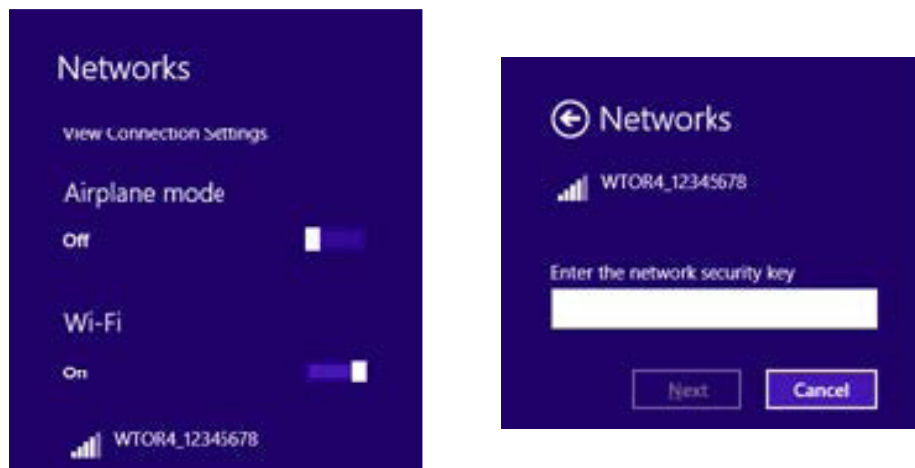 Networks
View Connection Settings
Airplane mode
Off
Wi-Fi
On
WTOR4_12345678
Networks
WTOR4_12345678
Enter the network security key
Next
Cancel